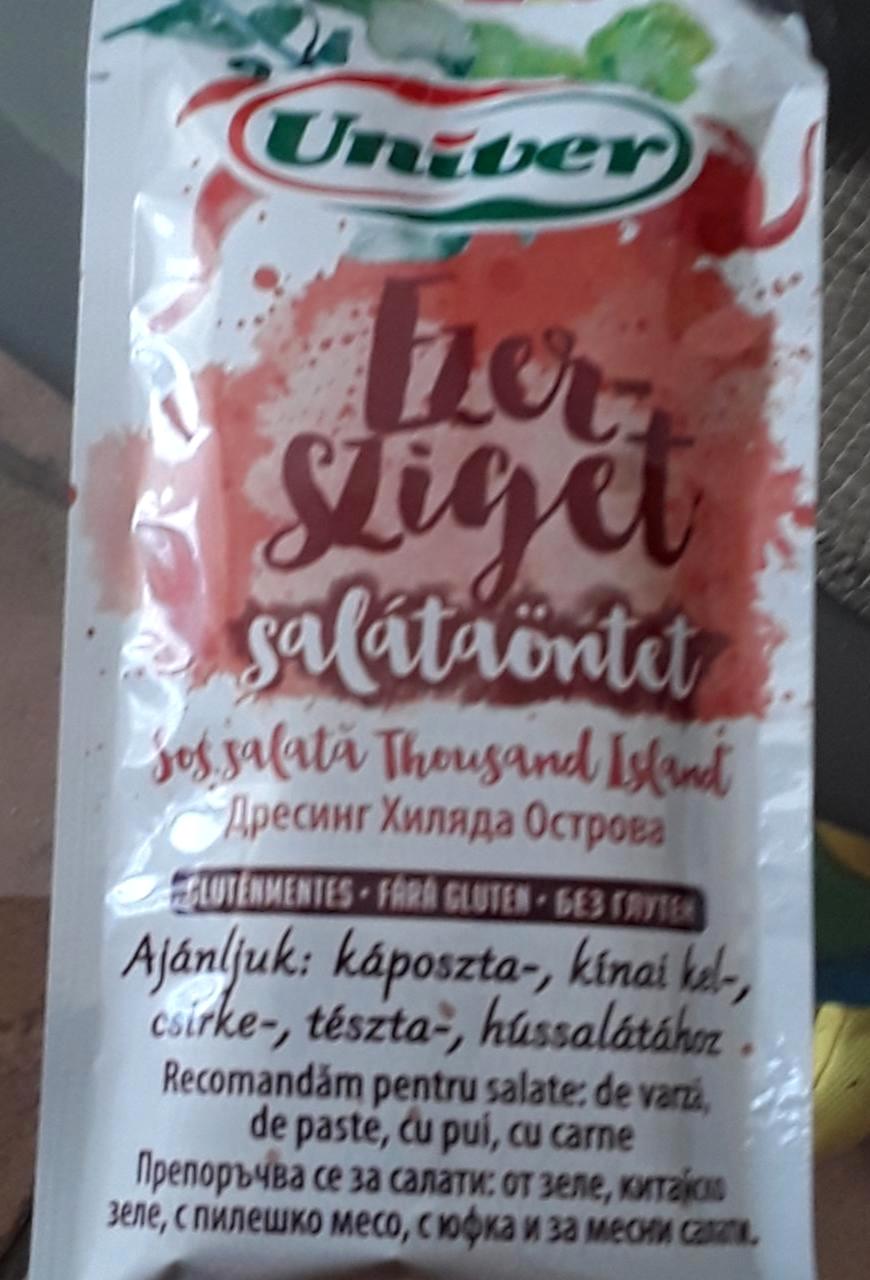 Univer
Ezer-
sziget
salátaöntet
Sos salată Thousand Island
Дресинг Хиляда Острова
GLUTÉNMENTES • FĂRĂ GLUTEN • БЕЗ ГЛУТЕН
Ajánljuk: káposzta-, kínai kel-,
csirke-, tészta-, hússalátához
Recomandăm pentru salate: de varză,
de paste, cu pui, cu carne
Препоръчва се за салати: от зеле, китайско
зеле, с пилешко месо, с юфка и за месни салати.